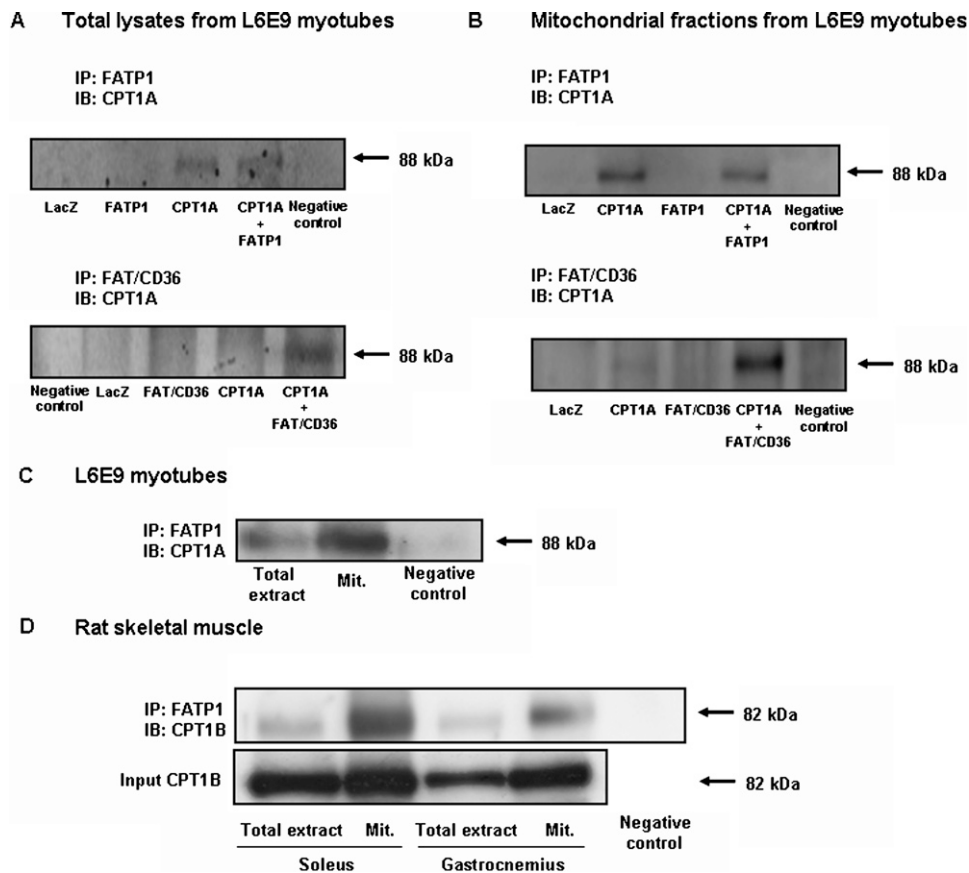 A Total lysates from L6E9 myotubes
IP: FATP1
IB: CPT1A
88 kDa
LacZ FATP1 CPT1A CPT1A + FATP1 Negative control
IP: FAT/CD36
IB: CPT1A
88 kDa
Negative control LacZ FAT/CD36 CPT1A CPT1A + FAT/CD36
B Mitochondrial fractions from L6E9 myotubes
IP: FATP1
IB: CPT1A
88 kDa
LacZ CPT1A FATP1 CPT1A + FATP1 Negative control
IP: FAT/CD36
IB: CPT1A
88 kDa
LacZ CPT1A FAT/CD36 CPT1A + FAT/CD36 Negative control
C L6E9 myotubes
IP: FATP1
IB: CPT1A
88 kDa
Total extract Mit. Negative control
D Rat skeletal muscle
IP: FATP1
IB: CPT1B
82 kDa
Input CPT1B
82 kDa
Total extract Mit. Total extract Mit. Negative control
Soleus Gastrocnemius